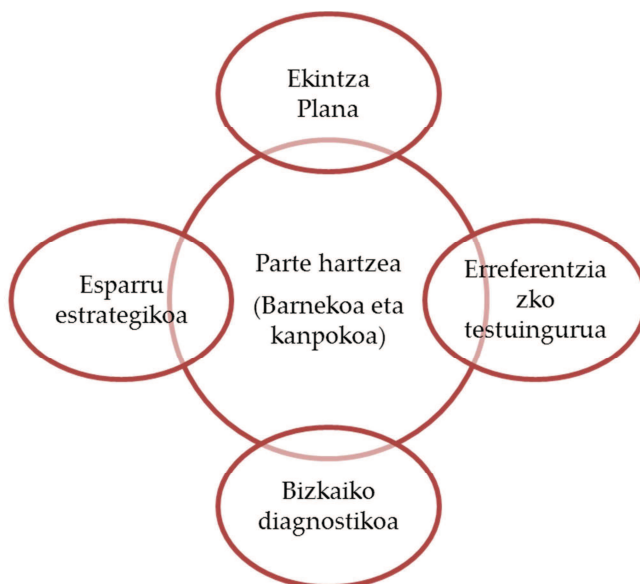 Ekintza
Plana
Esparru
estrategikoa
Parte hartzea
(Barnekoa eta
kanpokoa)
Erreferentzia
zko
testuingurua
Bizkaiko
diagnostikoa